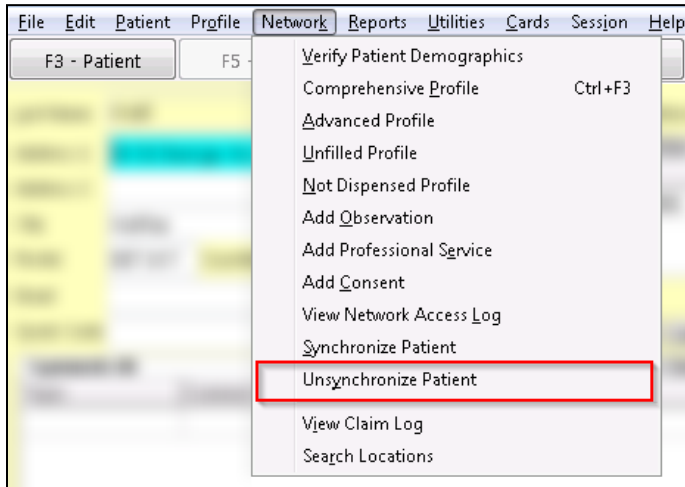 File Edit Patient Profile Network Reports Utilities Cards Session Help
F3 - Patient F5 -
Verify Patient Demographics
Comprehensive Profile Ctrl+F3
Advanced Profile
Unfilled Profile
Not Dispensed Profile
Add Observation
Add Professional Service
Add Consent
View Network Access Log
Synchronize Patient
Unsynchronize Patient
View Claim Log
Search Locations